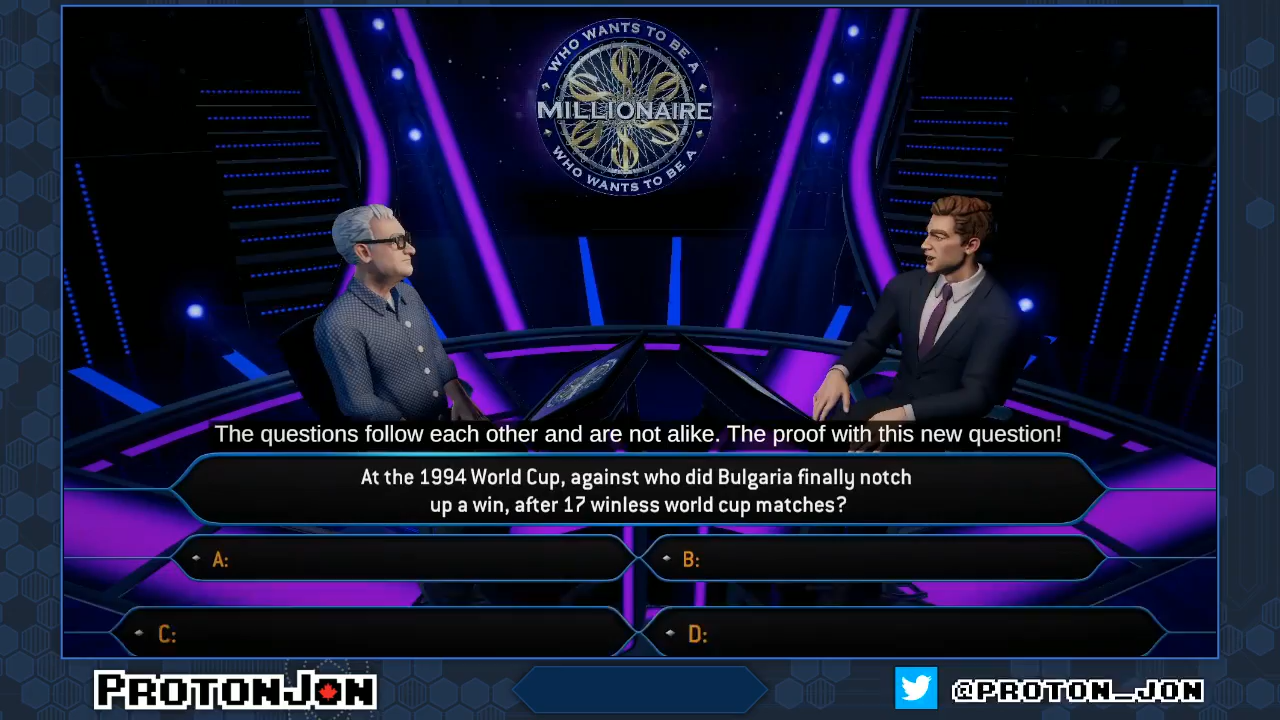 WHO WANTS TO BE A
MILLIONAIRE
WHO WANTS TO BE A
The questions follow each other and are not alike. The proof with this new question!
At the 1994 World Cup, against who did Bulgaria finally notch
up a win, after 17 winless world cup matches?
A:
B:
C:
D:
PROTONJON
@PROTON_JON